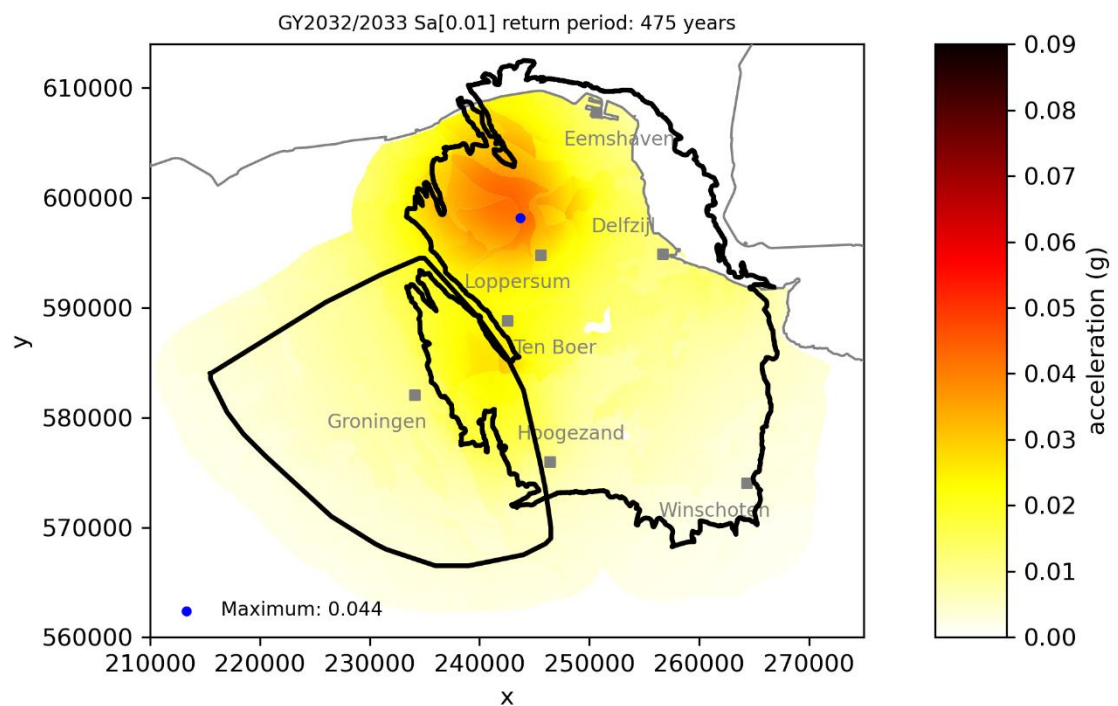 GY2032/2033 Sa[0.01] return period: 475 years
610000
600000
590000
580000
570000
560000
y
Eemshaven
Delfzijl
Loppersum
Ten Boer
Groningen
Hoogezand
Winschoten
Maximum: 0.044
210000 220000 230000 240000 250000 260000 270000
x
0.09
0.08
0.07
0.06
0.05
0.04
0.03
0.02
0.01
0.00
acceleration (g)